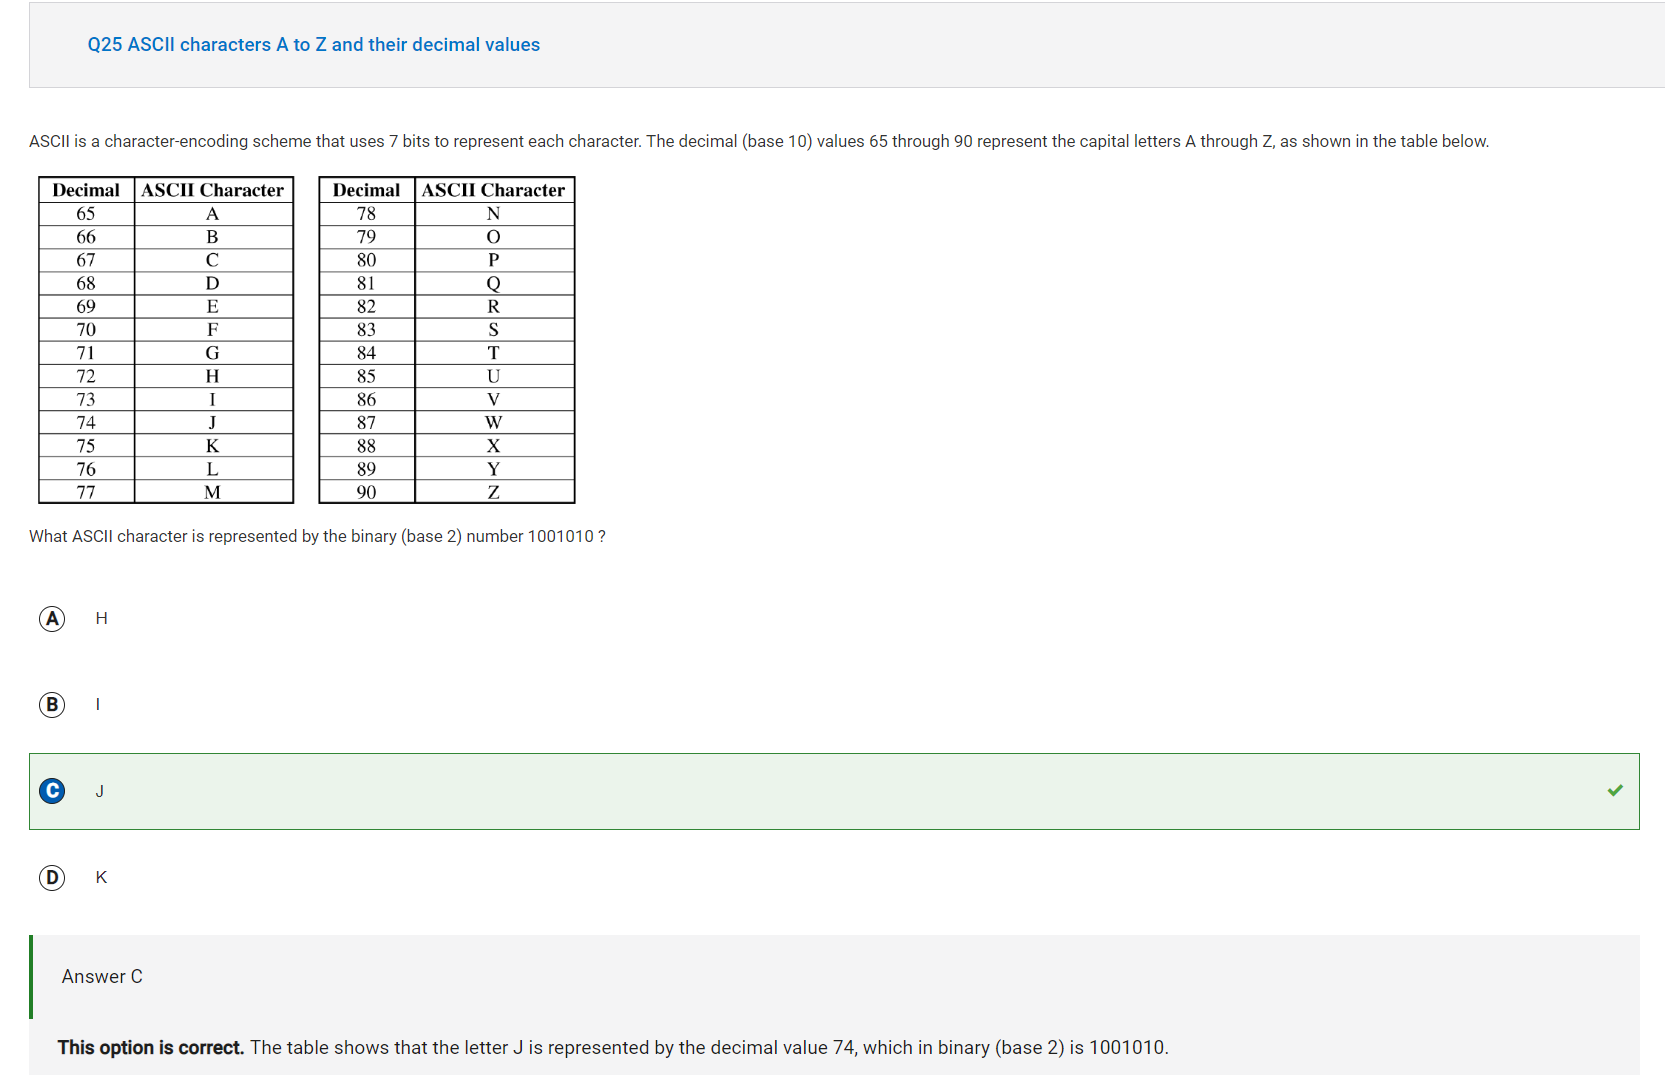 Q25 ASCII characters A to Z and their decimal values
ASCII is a character-encoding scheme that uses 7 bits to represent each character. The decimal (base 10) values 65 through 90 represent the capital letters A through Z, as shown in the table below.
Decimal ASCII Character Decimal ASCII Character
65 A 78 N
66 B 79 O
67 C 80 P
68 D 81 Q
69 E 82 R
70 F 83 S
71 G 84 T
72 H 85 U
73 I 86 V
74 J 87 W
75 K 88 X
76 L 89 Y
77 M 90 Z
What ASCII character is represented by the binary (base 2) number 1001010 ?
A H
B I
C J
D K
Answer C
This option is correct. The table shows that the letter J is represented by the decimal value 74, which in binary (base 2) is 1001010.